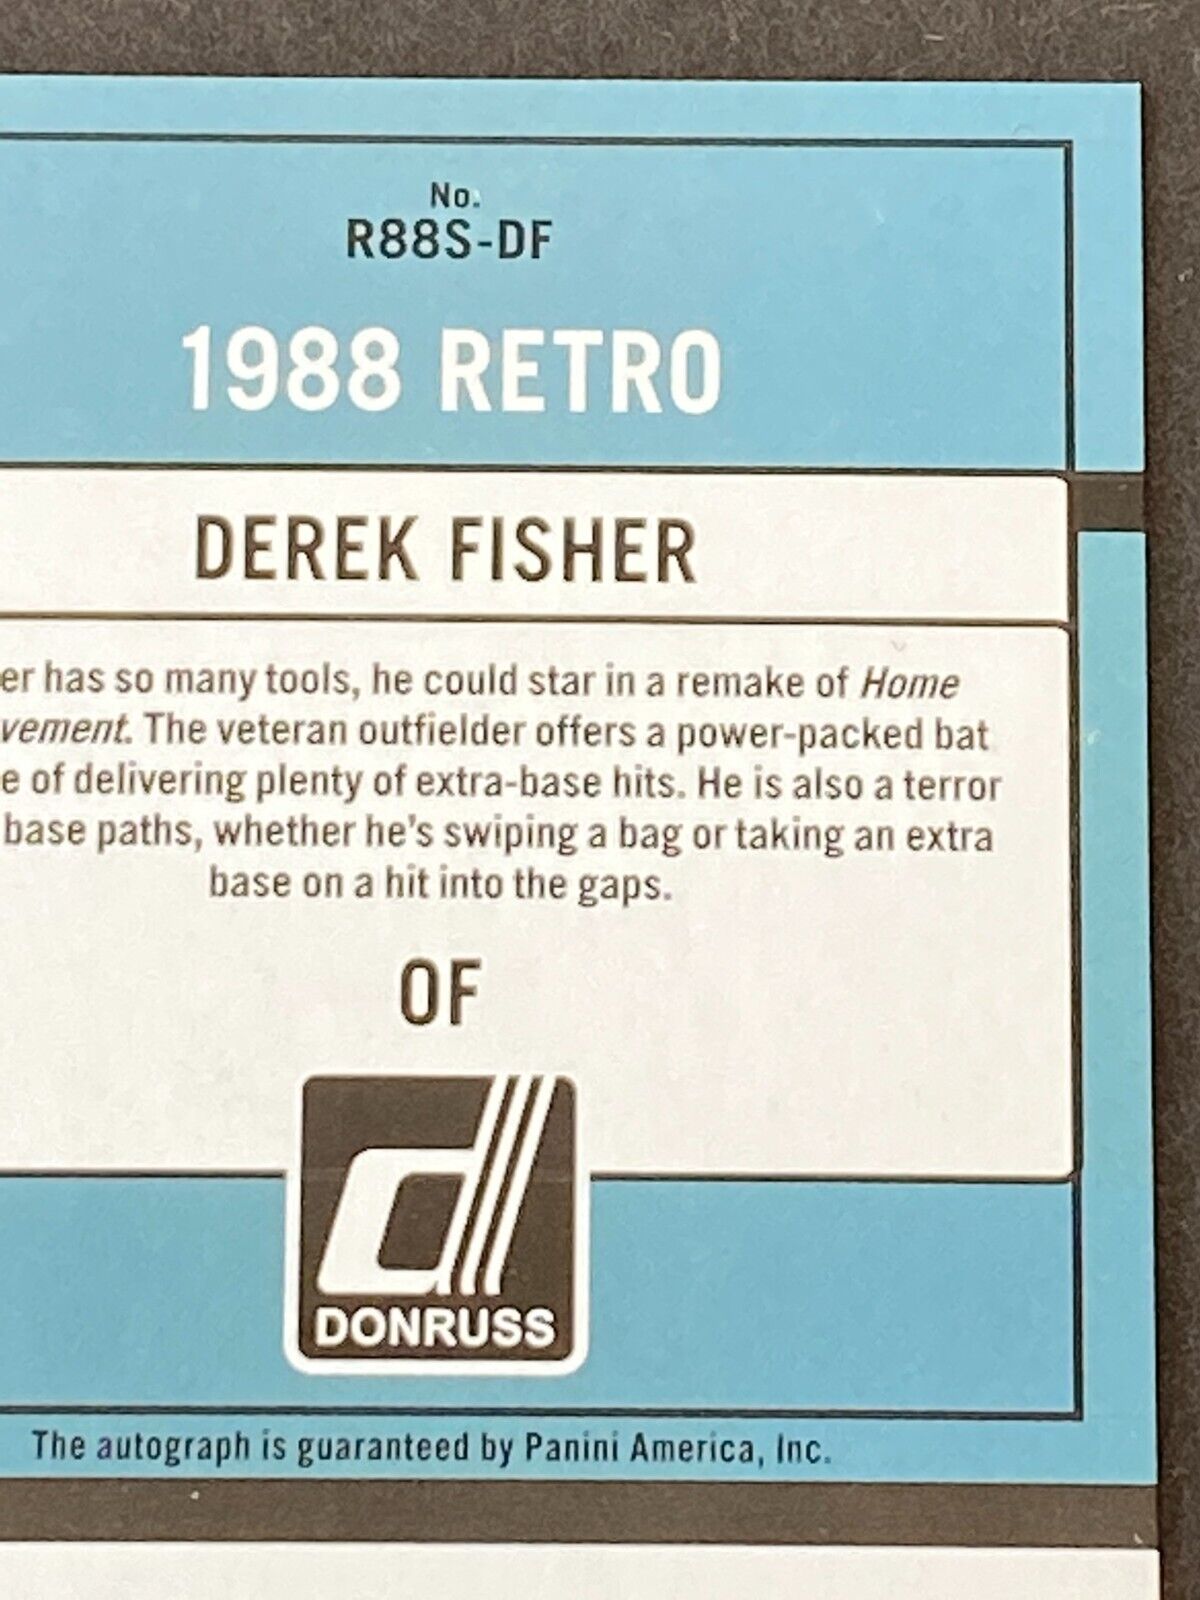 No.
R88S-DF
1988 RETRO
DEREK FISHER
er has so many tools, he could star in a remake of Home
vement. The veteran outfielder offers a power-packed bat
e of delivering plenty of extra-base hits. He is also a terror
base paths, whether he's swiping a bag or taking an extra
base on a hit into the gaps.
OF
DONRUSS
The autograph is guaranteed by Panini America, Inc.